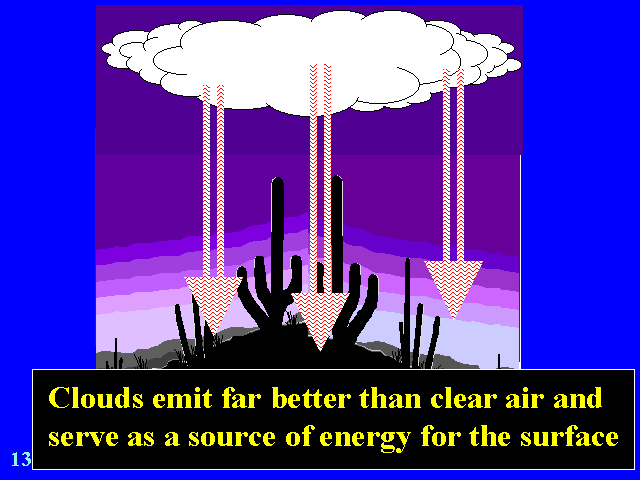 Clouds emit far better than clear air and
serve as a source of energy for the surface
13